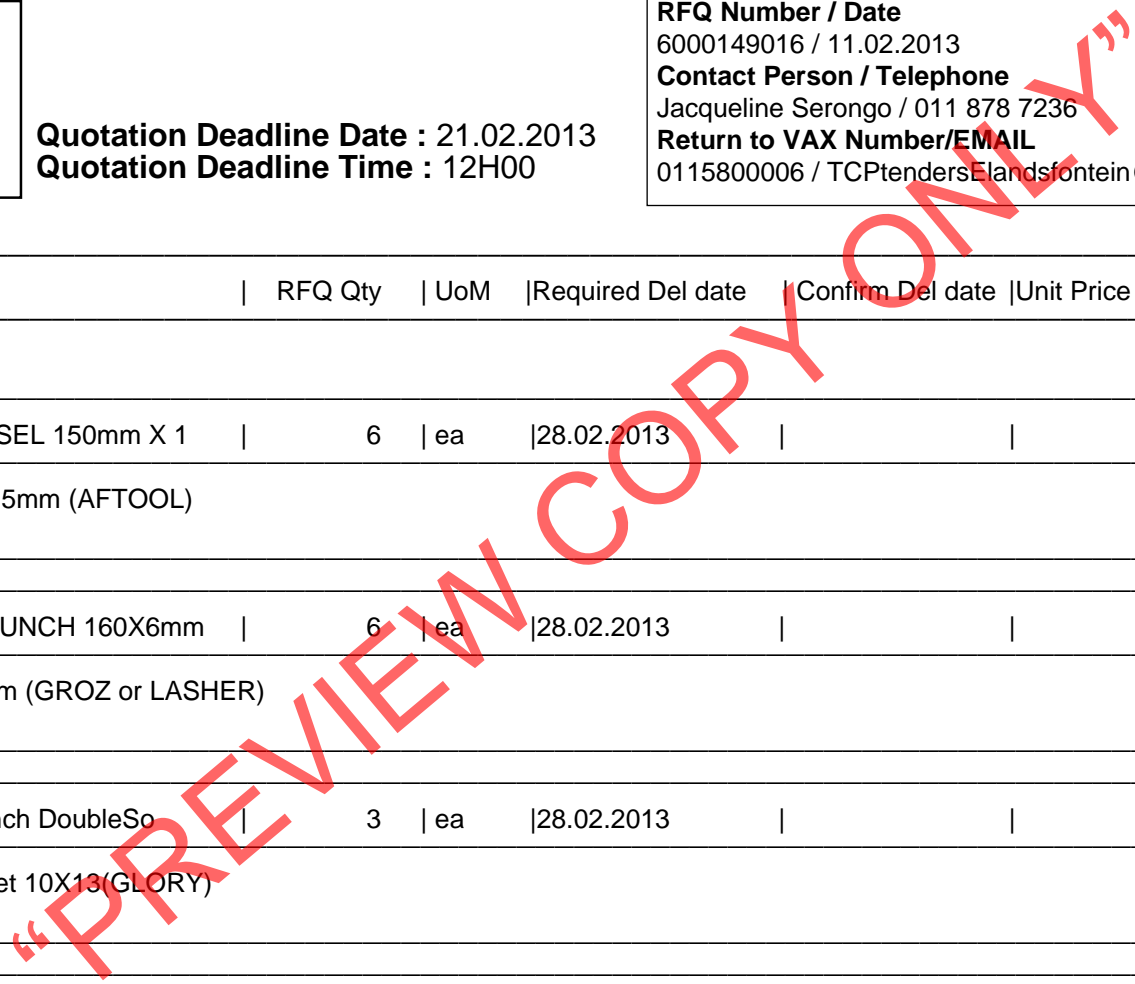 RFQ Number / Date
6000149016 / 11.02.2013
Contact Person / Telephone
Jacqueline Serongo / 011 878 7236
Return to VAX Number/EMAIL
0115800006 / TCPtendersElandsfontein
Quotation Deadline Date : 21.02.2013
Quotation Deadline Time : 12H00
| RFQ Qty | UoM |Required Del date | Confirm Del date |Unit Price
SEL 150mm X 1 | 6 | ea |28.02.2013 | |
5mm (AFTOOL)
UNCH 160X6mm | 6 | ea |28.02.2013 | |
m (GROZ or LASHER)
ch DoubleSo | 3 | ea |28.02.2013 | |
et 10X13(GLORY)
“PREVIEW COPY ONLY”